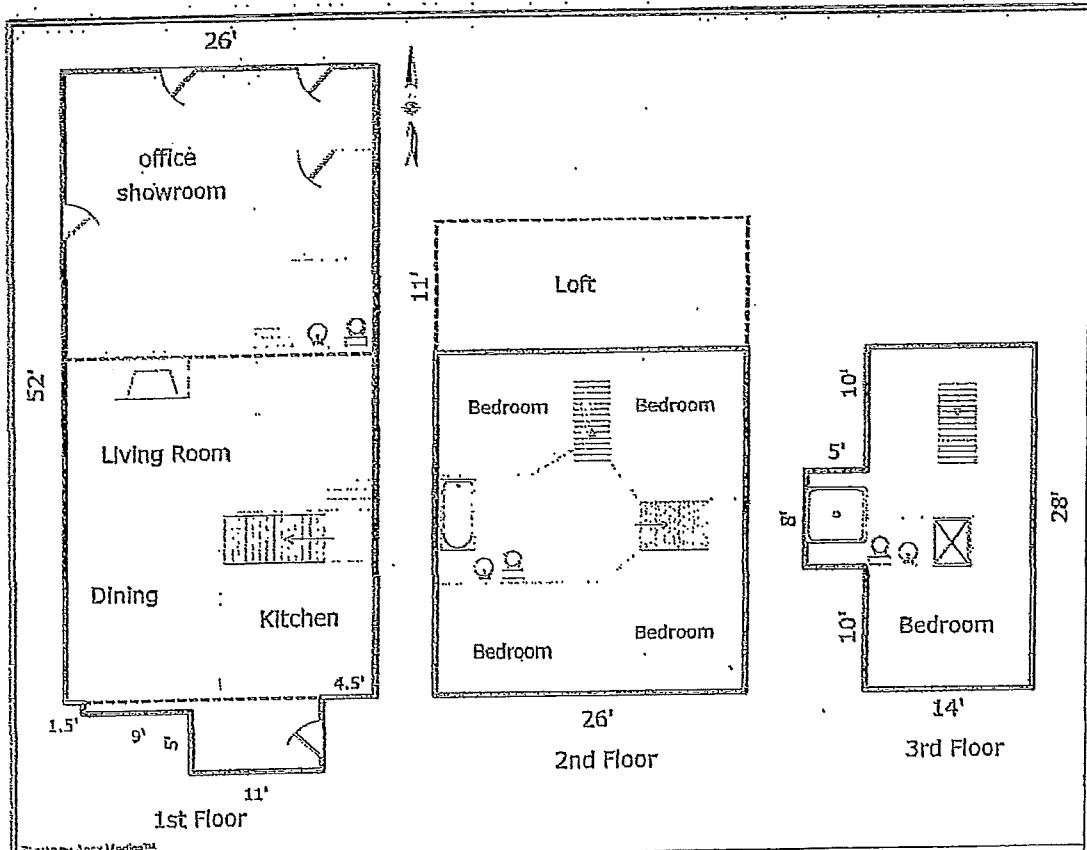 26'
office
showroom
52'
Living Room
Dining
Kitchen
4.5'
1.5'
9'
5'
11'
1st Floor
11'
Loft
Bedroom
Bedroom
Bedroom
Bedroom
26'
2nd Floor
10'
5'
8'
28'
10'
Bedroom
14'
3rd Floor